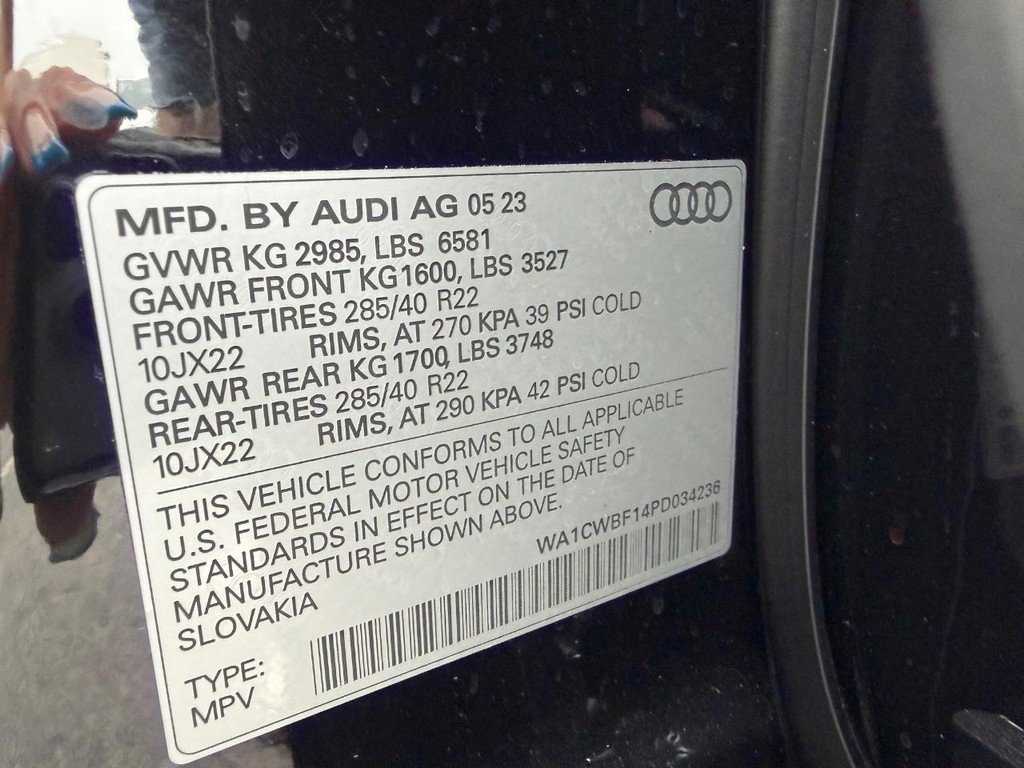 MFD. BY AUDI AG 05 23
GVWR KG 2985, LBS 6581
GAWR FRONT KG1600, LBS 3527
FRONT-TIRES 285/40 R22
10JX22 RIMS, AT 270 KPA 39 PSI COLD
GAWR REAR KG 1700, LBS 3748
REAR-TIRES 285/40 R22
10JX22 RIMS, AT 290 KPA 42 PSI COLD
THIS VEHICLE CONFORMS TO ALL APPLICABLE
U.S. FEDERAL MOTOR VEHICLE SAFETY
STANDARDS IN EFFECT ON THE DATE OF
MANUFACTURE SHOWN ABOVE.
SLOVAKIA
WA1CWBF14PD034236
TYPE:
MPV